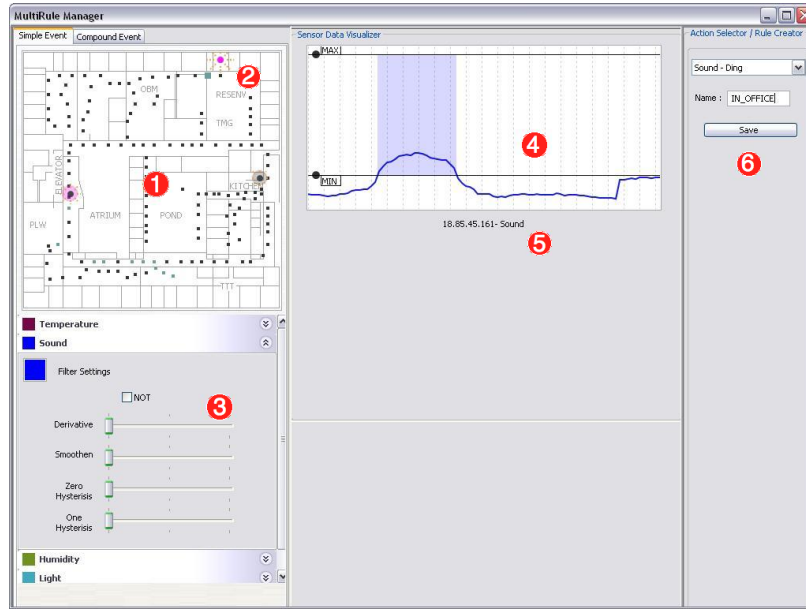 MultiRule Manager
Simple Event
Compound Event
OBM
RESENV
TMG
ELEVATOR
KITCHEN
ATRIUM
POND
PLW
TTT
1
2
Temperature
Sound
Filter Settings
NOT
3
Derivative
Smoothen
Zero
Hysterisis
One
Hysterisis
Humidity
Light
Sensor Data Visualizer
[MAX]
4
[MIN]
18.85.45.161- Sound
5
Action Selector / Rule Creator
Sound - Ding
Name : IN_OFFICE
Save
6